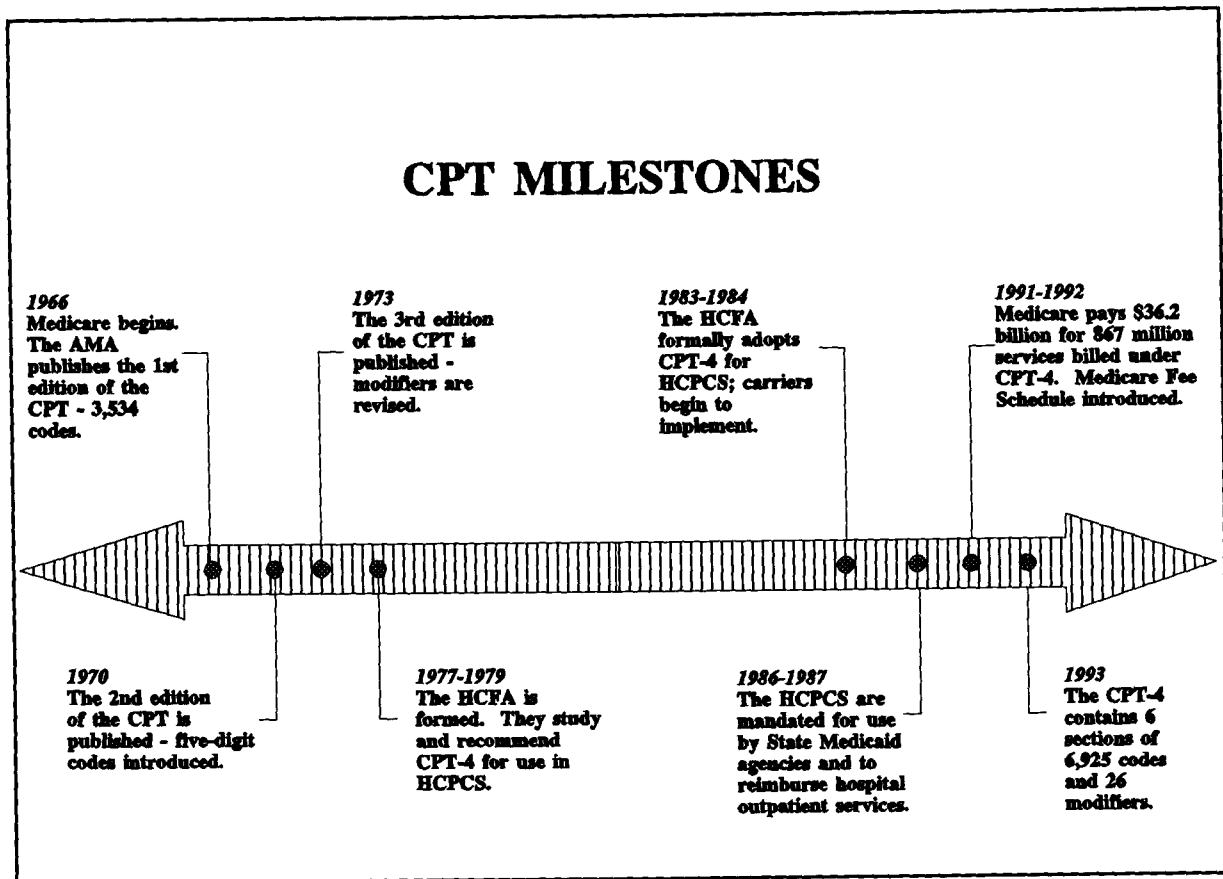 CPT MILESTONES
1966
Medicare begins.
The AMA
publishes the 1st
edition of the
CPT - 3,534
codes.
1973
The 3rd edition
of the CPT is
published -
modifiers are
revised.
1983-1984
The HCFA
formally adopts
CPT-4 for
HCPCS; carriers
begin to
implement.
1991-1992
Medicare pays $36.2
billion for 867 million
services billed under
CPT-4. Medicare Fee
Schedule introduced.
1970
The 2nd edition
of the CPT is
published - five-digit
codes introduced.
1977-1979
The HCFA is
formed. They study
and recommend
CPT-4 for use in
HCPCS.
1986-1987
The HCPCS are
mandated for use
by State Medicaid
agencies and to
reimburse hospital
outpatient services.
1993
The CPT-4
contains 6
sections of
6,925 codes
and 26
modifiers.